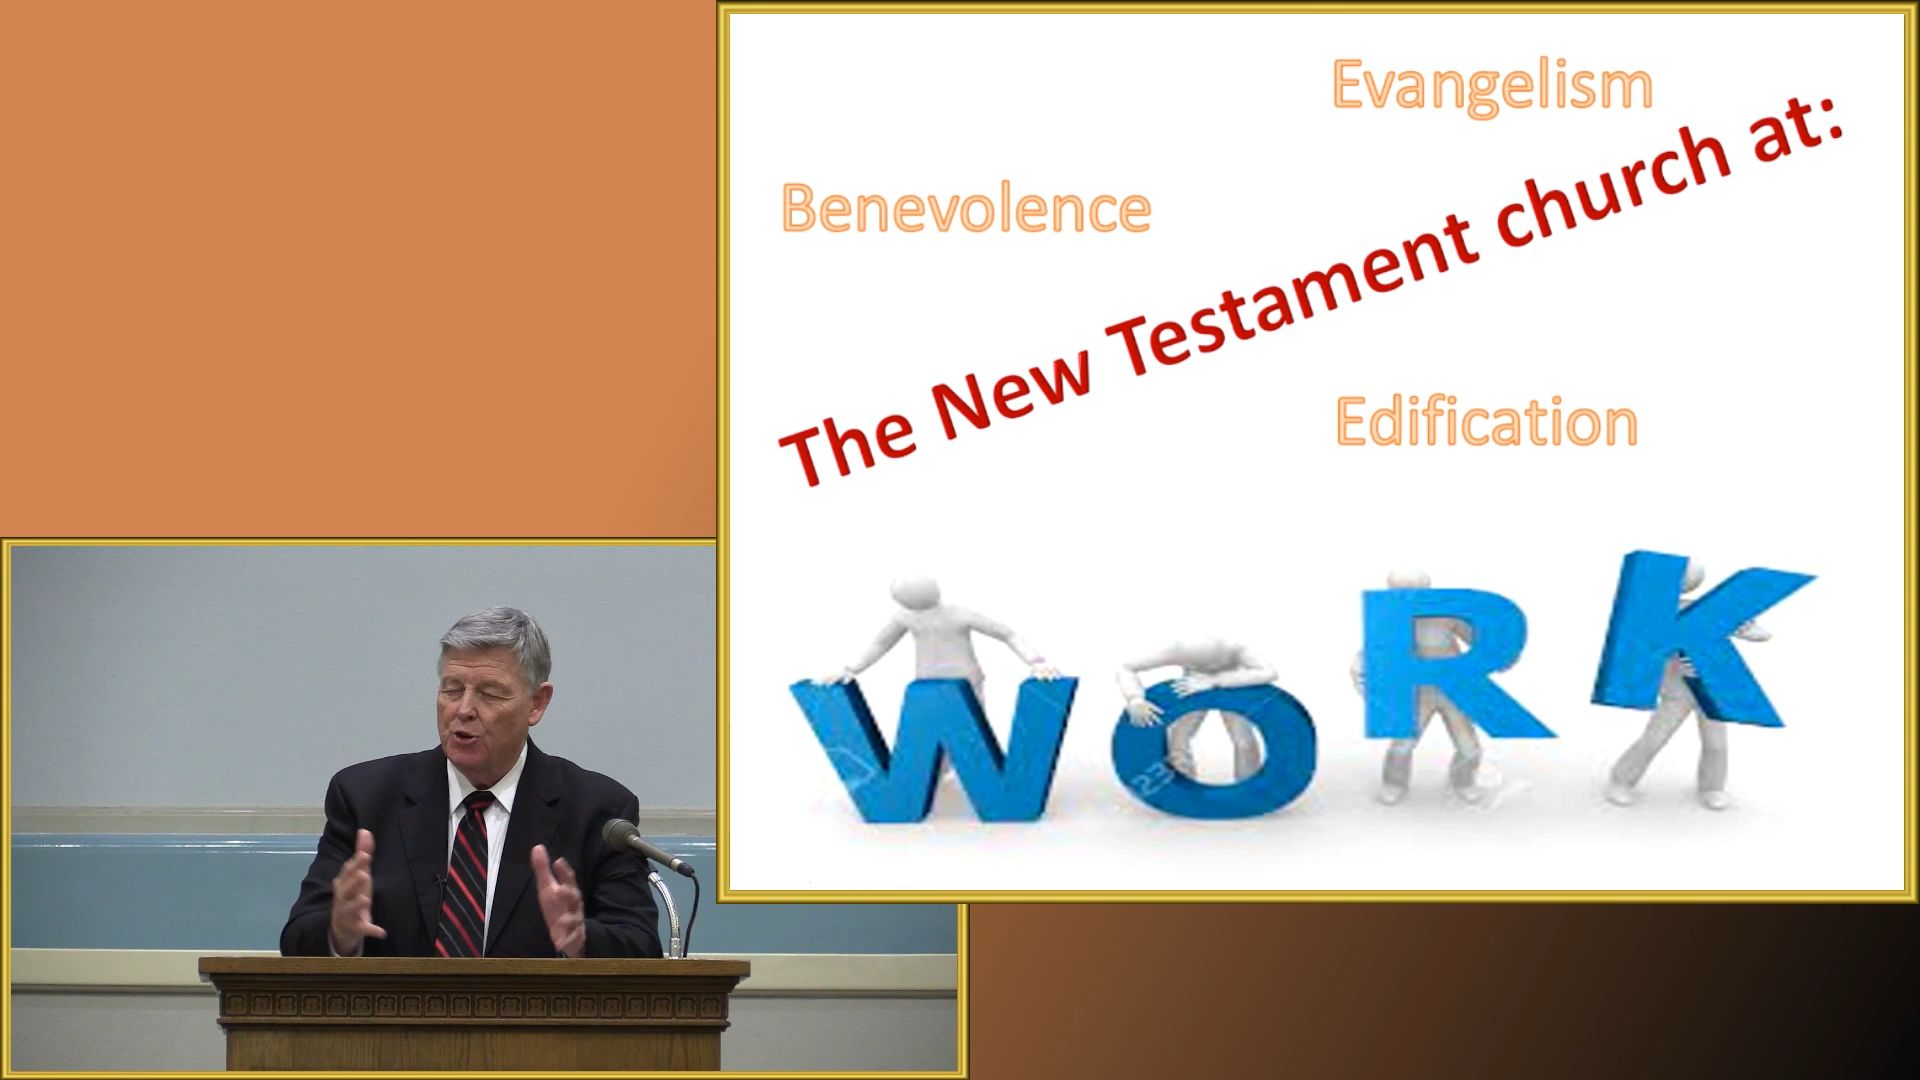 Evangelism
Benevolence
The New Testament church at:
Edification
WORK